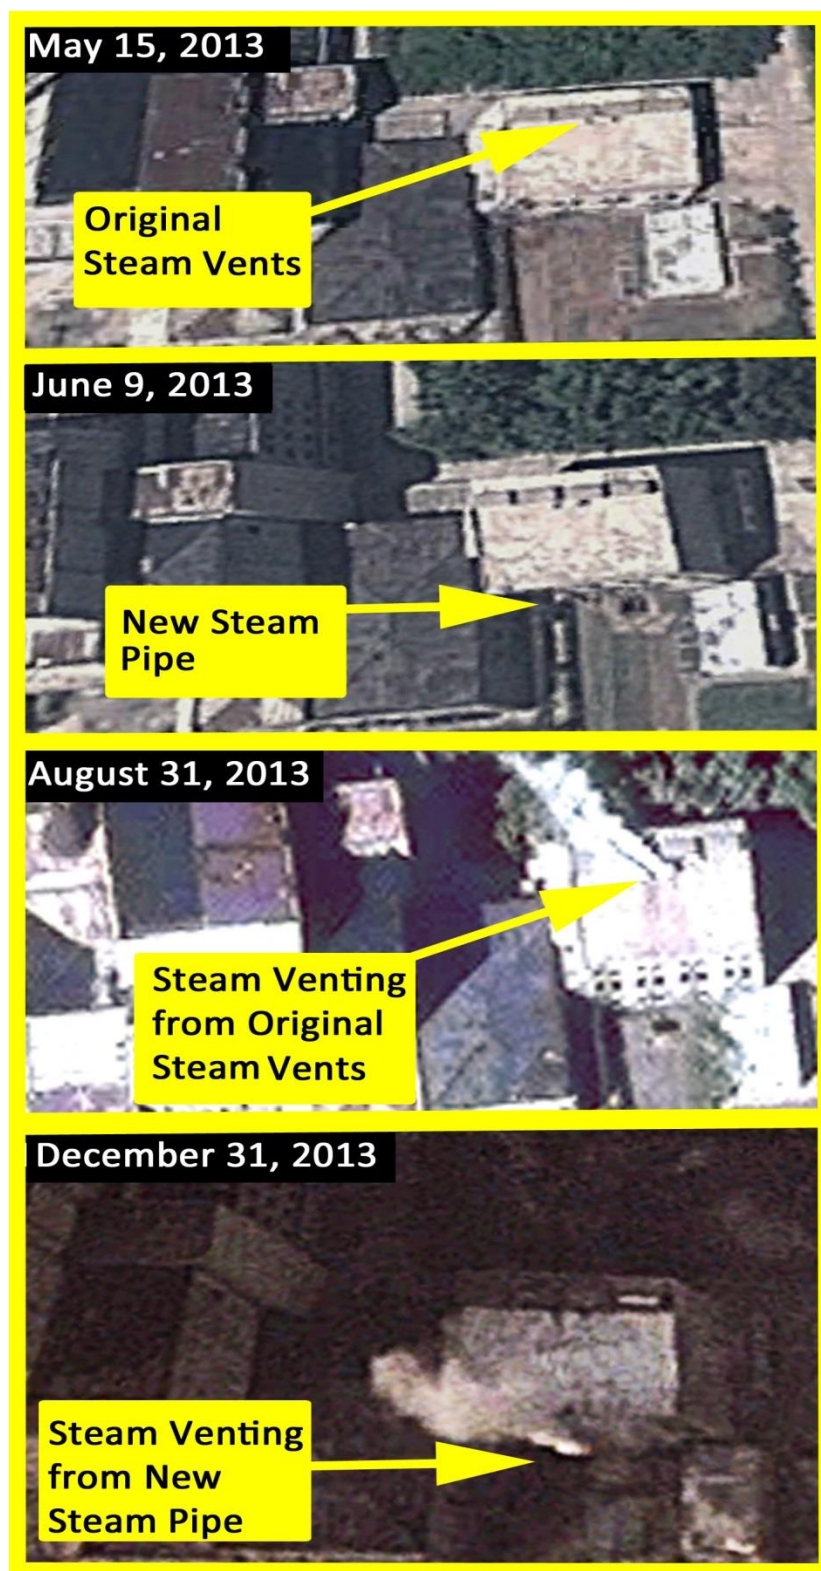 May 15, 2013
Original
Steam Vents
June 9, 2013
New Steam
Pipe
August 31, 2013
Steam Venting
from Original
Steam Vents
December 31, 2013
Steam Venting
from New
Steam Pipe